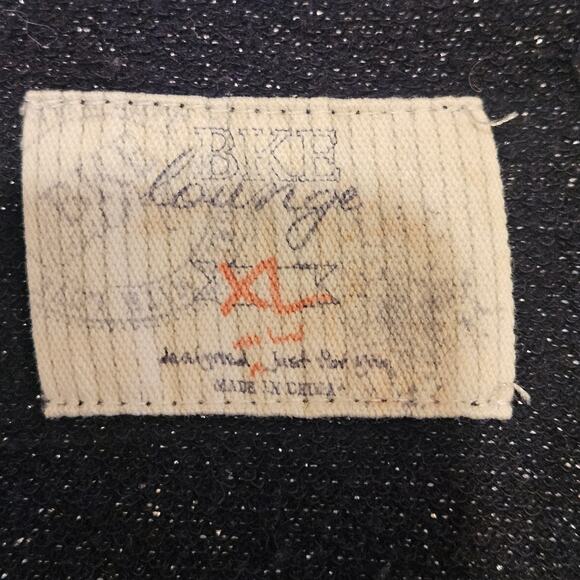 BKE
lounge
XL
designed just for you
MADE IN CHINA